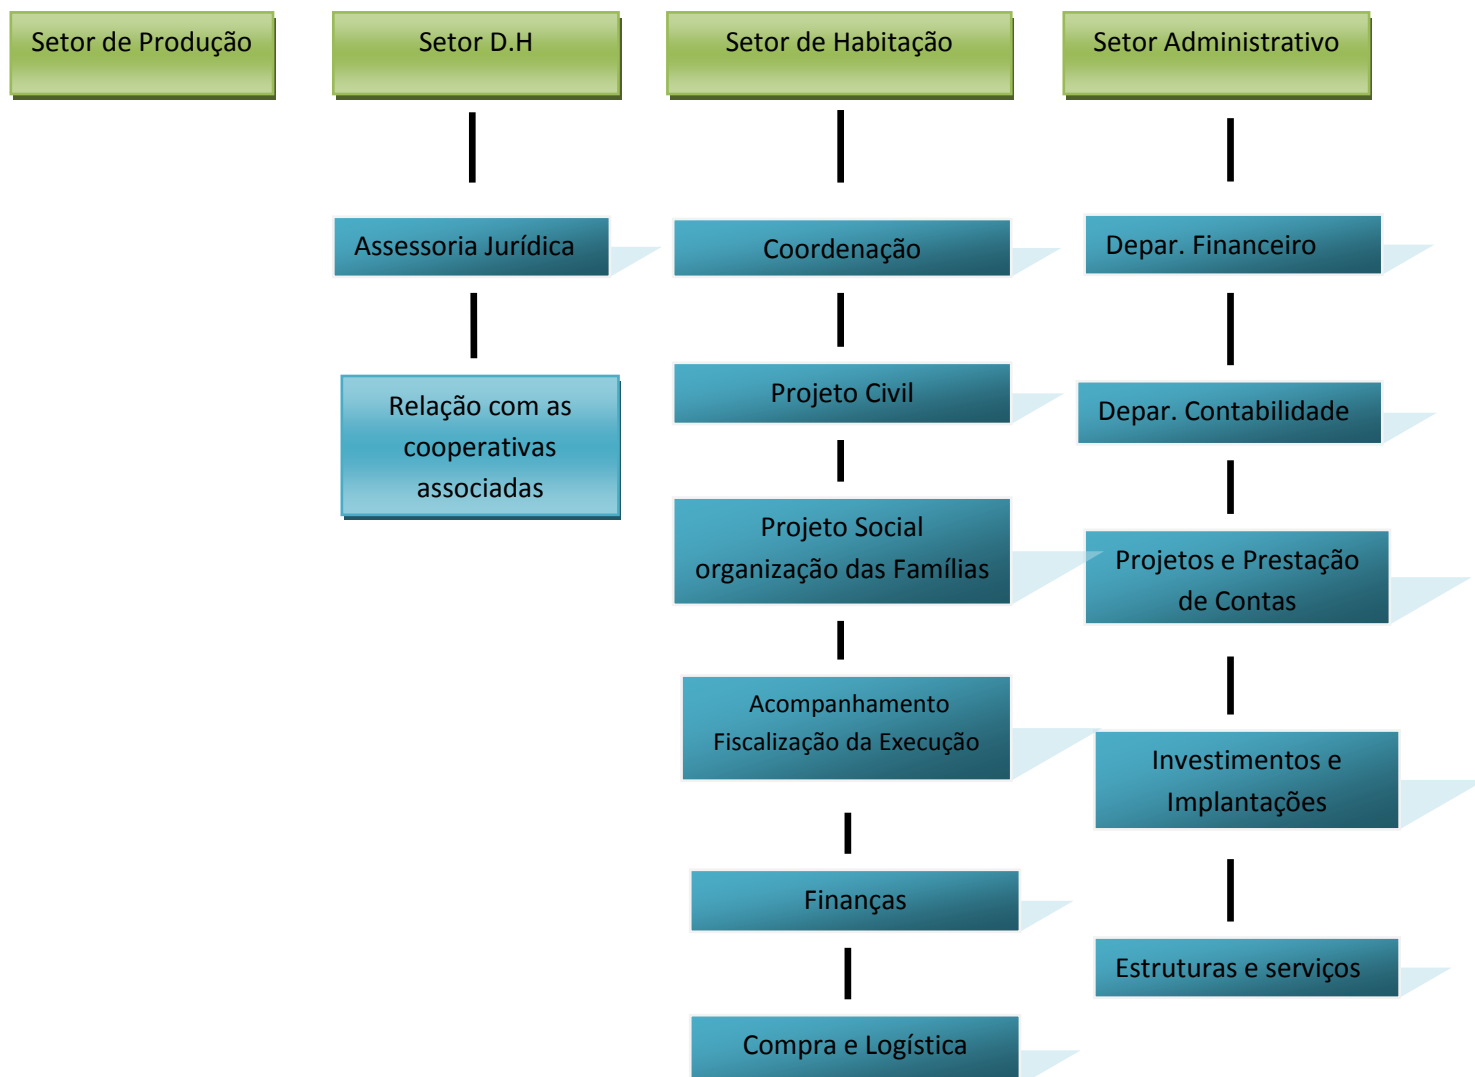 Setor de Produção
Setor D.H
Setor de Habitação
Setor Administrativo
Assessoria Jurídica
Relação com as
cooperativas
associadas
Coordenação
Projeto Civil
Projeto Social
organização das Famílias
Acompanhamento
Fiscalização da Execução
Finanças
Compra e Logística
Depar. Financeiro
Depar. Contabilidade
Projetos e Prestação
de Contas
Investimentos e
Implantações
Estruturas e serviços